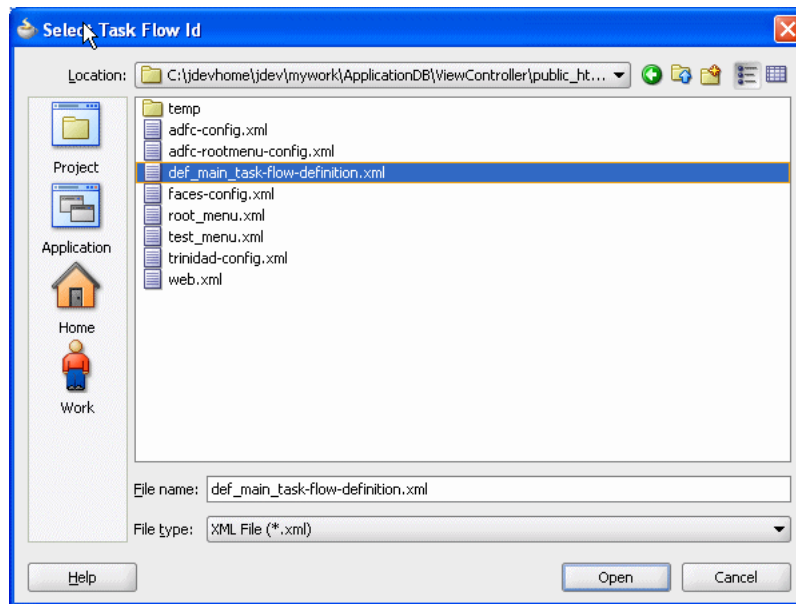 Select Task Flow Id
Location: C:\jdevhome\jdev\mywork\ApplicationDB\ViewController\public_ht...
Project
Application
Home
Work
temp
adfc-config.xml
adfc-rootmenu-config.xml
def_main_task-flow-definition.xml
faces-config.xml
root_menu.xml
test_menu.xml
trinidad-config.xml
web.xml
File name: def_main_task-flow-definition.xml
File type: XML File (*.xml)
Help Open Cancel